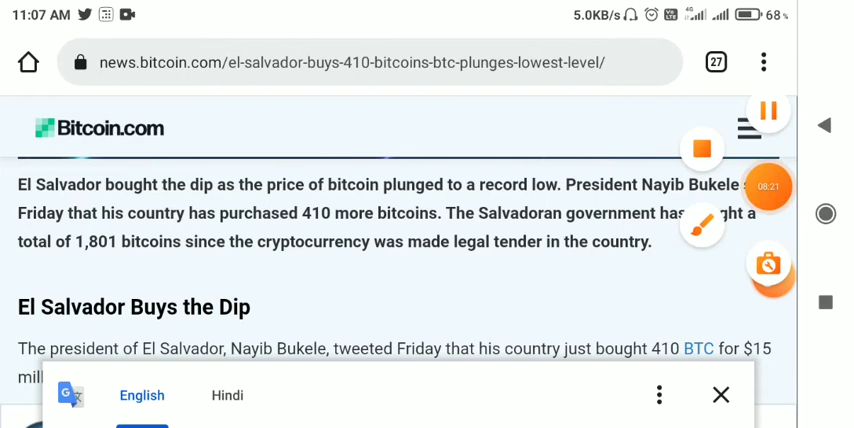 11:07 AM 5.0KB/s 4G 68%
news.bitcoin.com/el-salvador-buys-410-bitcoins-btc-plunges-lowest-level/ 27
Bitcoin.com
El Salvador bought the dip as the price of bitcoin plunged to a record low. President Nayib Bukele
Friday that his country has purchased 410 more bitcoins. The Salvadoran government has a
total of 1,801 bitcoins since the cryptocurrency was made legal tender in the country.
08:21
El Salvador Buys the Dip
The president of El Salvador, Nayib Bukele, tweeted Friday that his country just bought 410 BTC for $15
English Hindi